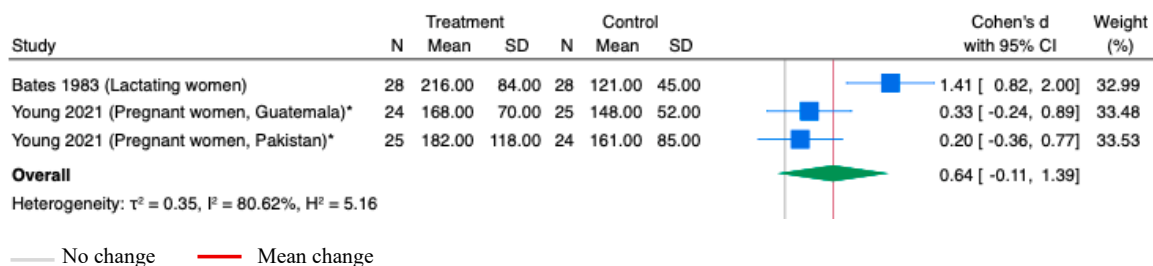 Treatment Control Cohen's d Weight
Study N Mean SD N Mean SD with 95% CI (%)
Bates 1983 (Lactating women) 28 216.00 84.00 28 121.00 45.00 1.41 [ 0.82, 2.00] 32.99
Young 2021 (Pregnant women, Guatemala)* 24 168.00 70.00 25 148.00 52.00 0.33 [ -0.24, 0.89] 33.48
Young 2021 (Pregnant women, Pakistan)* 25 182.00 118.00 24 161.00 85.00 0.20 [ -0.36, 0.77] 33.53
Overall 0.64 [ -0.11, 1.39]
Heterogeneity: τ² = 0.35, I² = 80.62%, H² = 5.16
No change Mean change